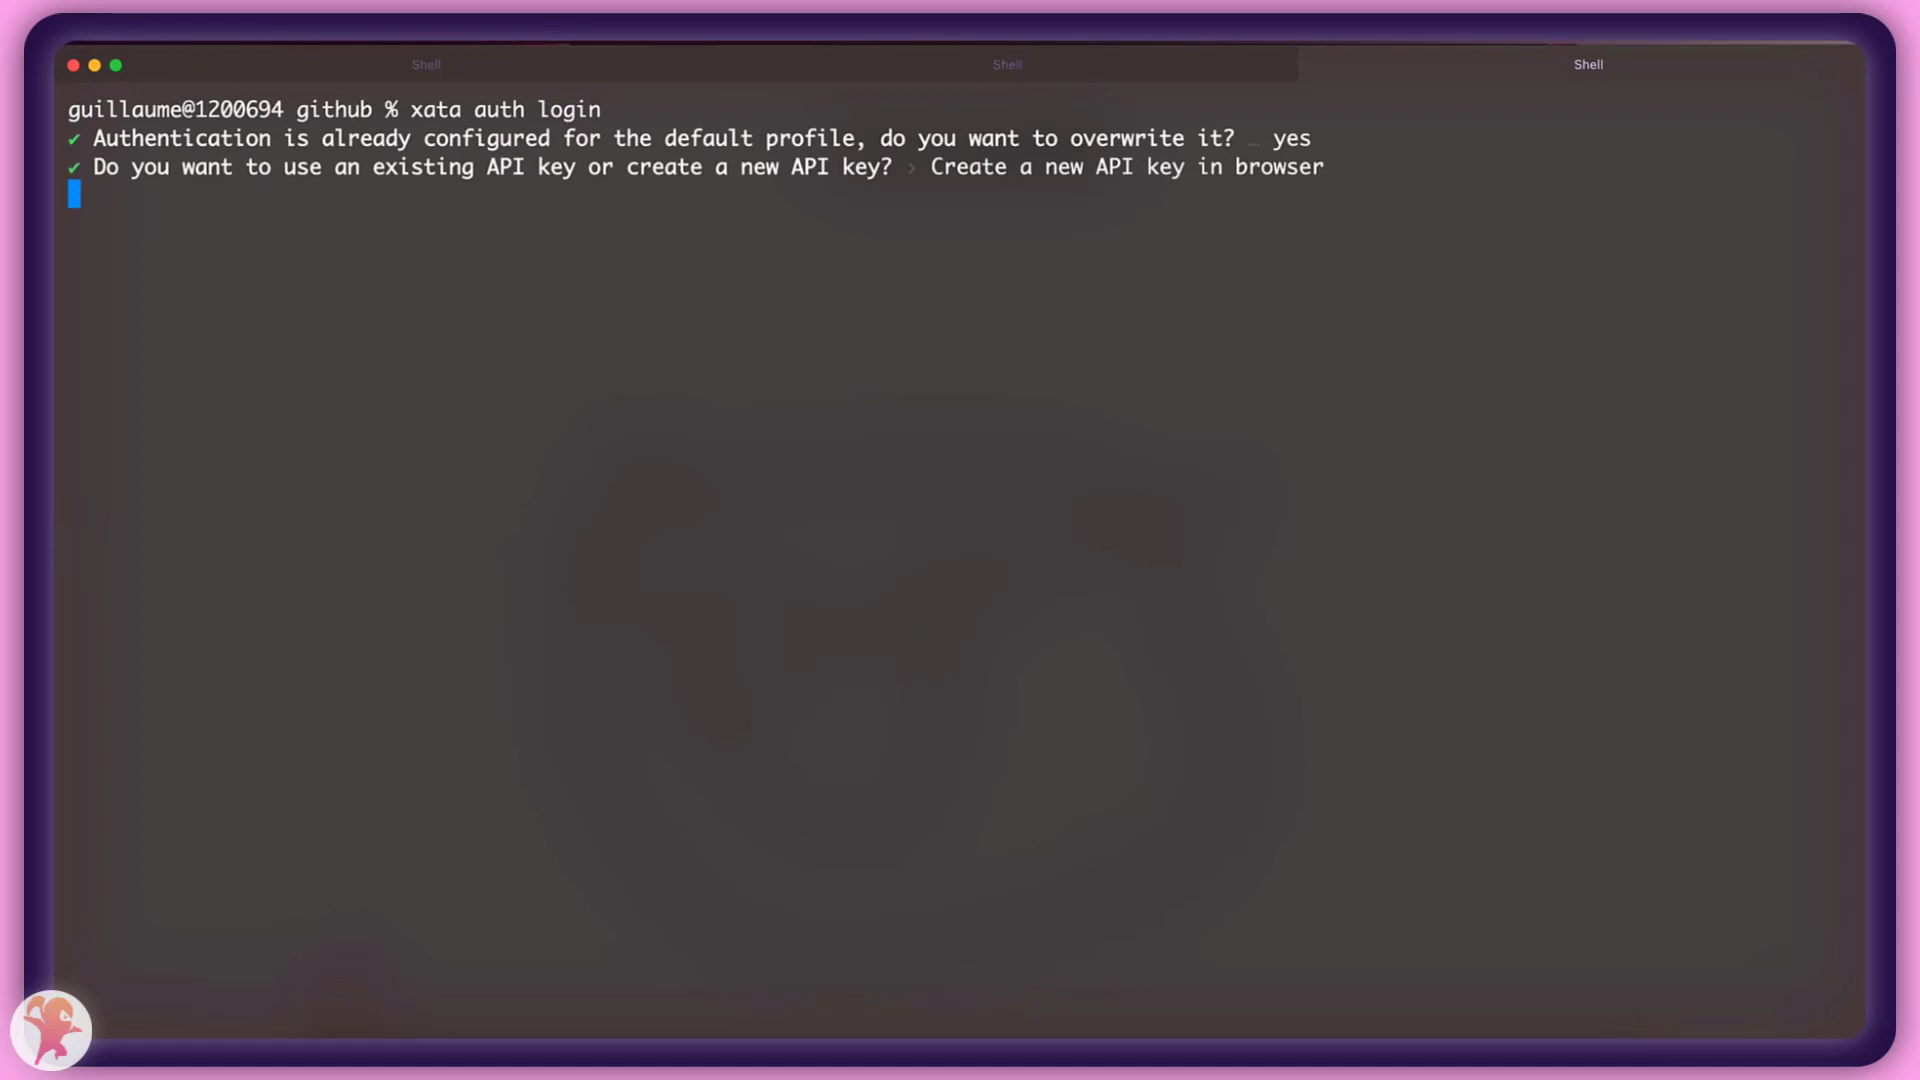 Shell Shell Shell
guillaume@1200694 github % xata auth login
✔ Authentication is already configured for the default profile, do you want to overwrite it? … yes
✔ Do you want to use an existing API key or create a new API key? › Create a new API key in browser